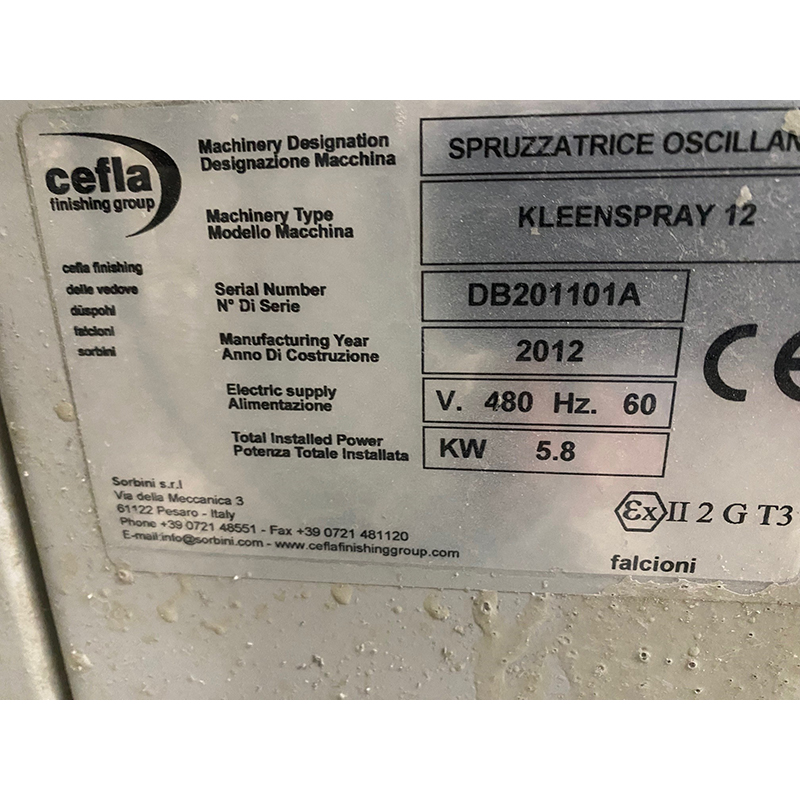 cefla
finishing group
cefla finishing
delle vedove
düspohl
falcioni
sorbini
Machinery Designation
Designazione Macchina
SPRUZZATRICE OSCILLAN
Machinery Type
Modello Macchina
KLEENSPRAY 12
Serial Number
N° Di Serie
DB201101A
Manufacturing Year
Anno Di Costruzione
2012
Electric supply
Alimentazione
V. 480 Hz. 60
Total Installed Power
Potenza Totale Installata
KW 5.8
CE
Sorbini s.r.l
Via della Meccanica 3
61122 Pesaro - Italy
Phone +39 0721 48551 - Fax +39 0721 481120
E-mail:info@sorbini.com - www.ceflafinishinggroup.com
Ex II 2 G T3
falcioni